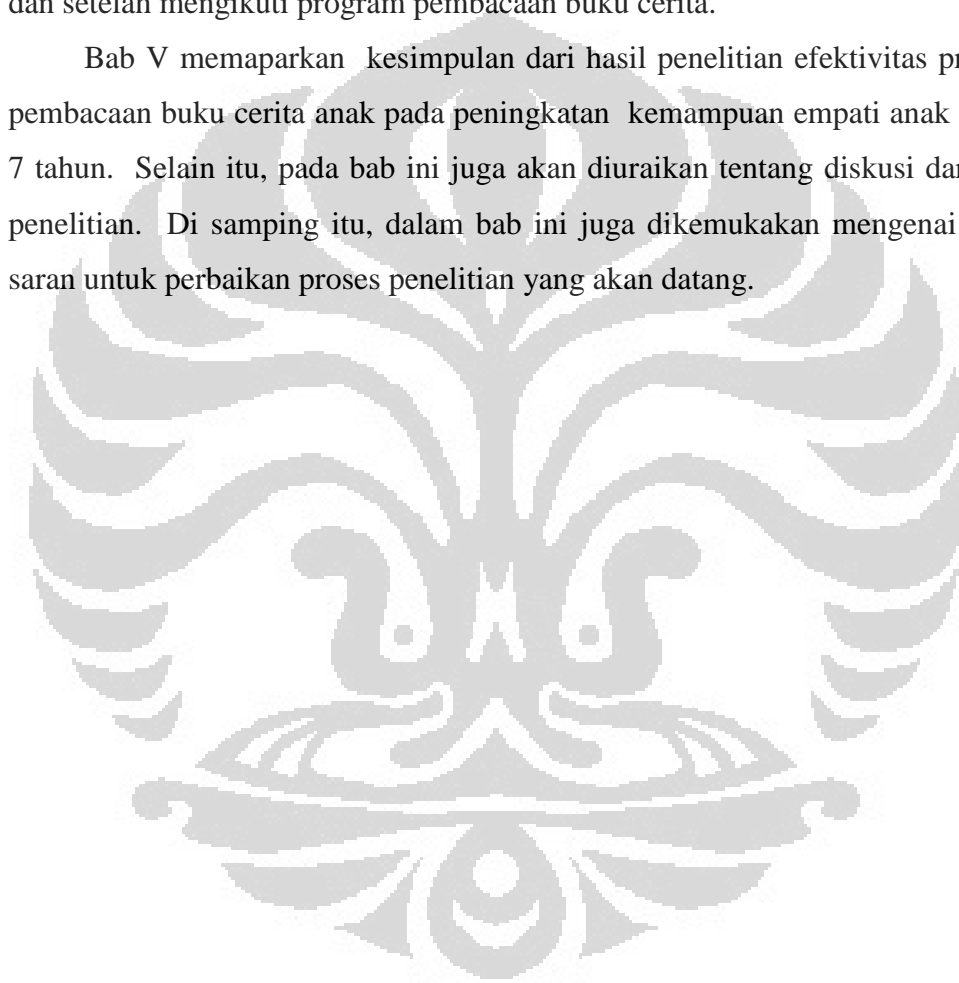 dan setelah mengikuti program pembacaan buku cerita.
Bab V memaparkan kesimpulan dari hasil penelitian efektivitas pr
pembacaan buku cerita anak pada peningkatan kemampuan empati anak
7 tahun. Selain itu, pada bab ini juga akan diuraikan tentang diskusi dar
penelitian. Di samping itu, dalam bab ini juga dikemukakan mengenai
saran untuk perbaikan proses penelitian yang akan datang.